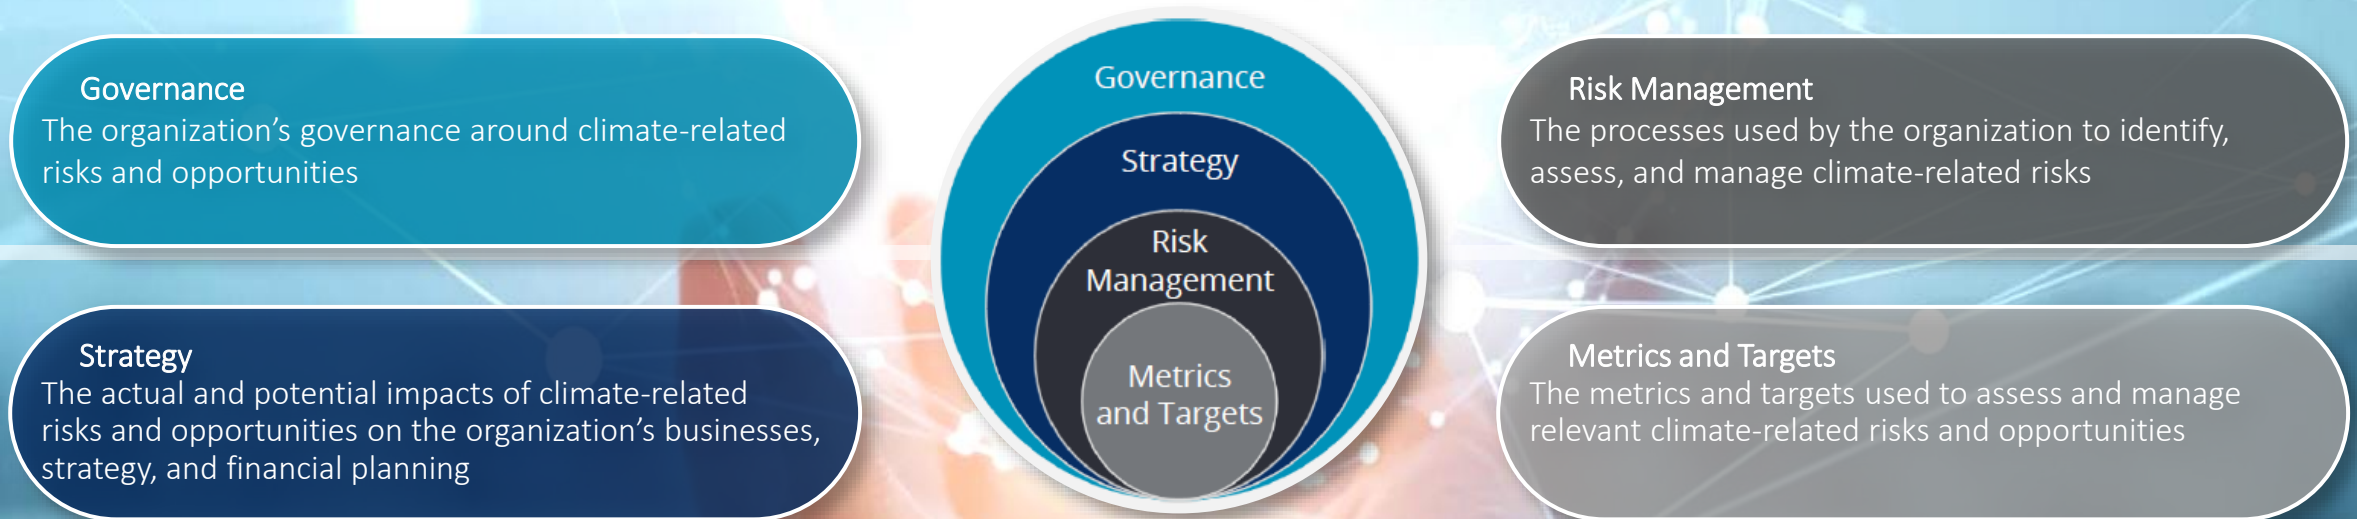 Governance
The organization’s governance around climate-related
risks and opportunities
Strategy
The actual and potential impacts of climate-related
risks and opportunities on the organization’s businesses,
strategy, and financial planning
Governance
Strategy
Risk
Management
Metrics
and Targets
Risk Management
The processes used by the organization to identify,
assess, and manage climate-related risks
Metrics and Targets
The metrics and targets used to assess and manage
relevant climate-related risks and opportunities